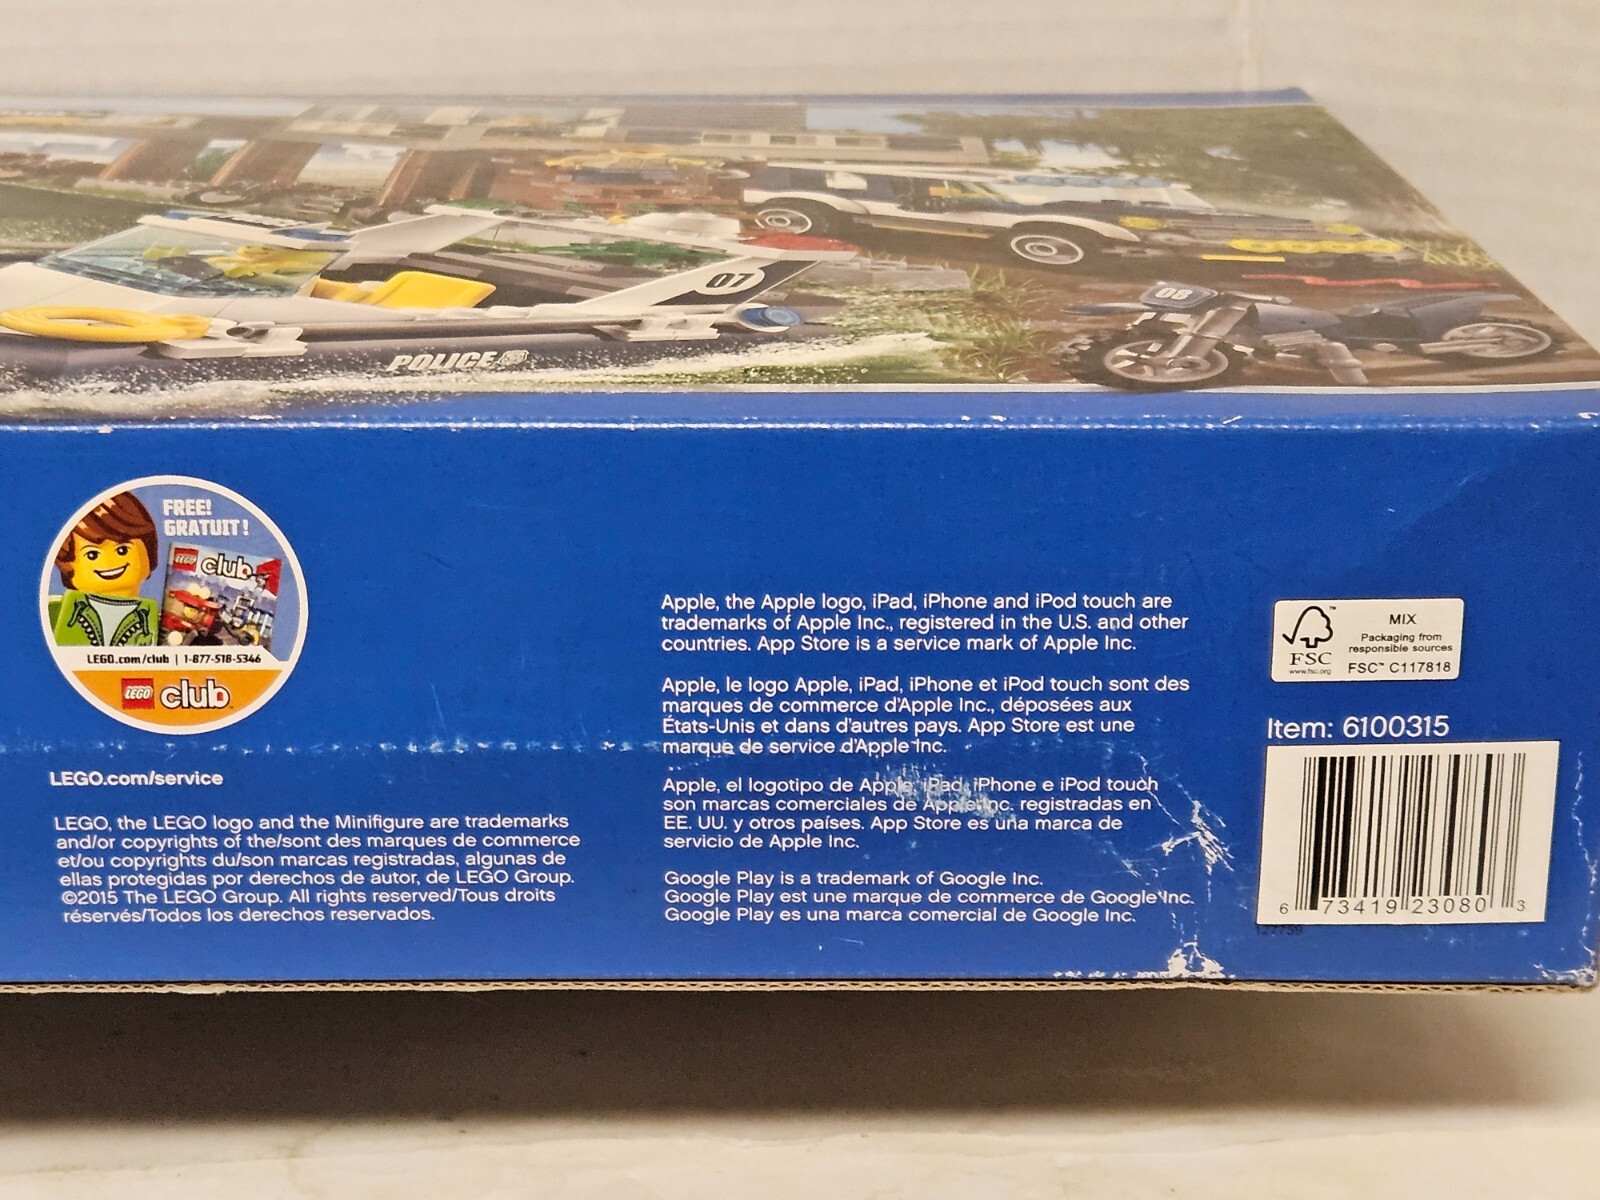 07
08
POLICE
FREE!
GRATUIT!
LEGO club
LEGO.com/club | 1-877-518-5346
LEGO club
LEGO.com/service
LEGO, the LEGO logo and the Minifigure are trademarks
and/or copyrights of the/sont des marques de commerce
et/ou copyrights du/son marcas registradas, algunas de
ellas protegidas por derechos de autor, de LEGO Group.
©2015 The LEGO Group. All rights reserved/Tous droits
réservés/Todos los derechos reservados.
Apple, the Apple logo, iPad, iPhone and iPod touch are
trademarks of Apple Inc., registered in the U.S. and other
countries. App Store is a service mark of Apple Inc.
Apple, le logo Apple, iPad, iPhone et iPod touch sont des
marques de commerce d'Apple Inc., déposées aux
États-Unis et dans d'autres pays. App Store est une
marque de service d'Apple Inc.
Apple, el logotipo de Apple, iPad, iPhone e iPod touch
son marcas comerciales de Apple Inc. registradas en
EE. UU. y otros países. App Store es una marca de
servicio de Apple Inc.
Google Play is a trademark of Google Inc.
Google Play est une marque de commerce de Google Inc.
Google Play es una marca comercial de Google Inc.
FSC
www.fsc.org
MIX
Packaging from
responsible sources
FSC™ C117818
Item: 6100315
6 73419 23080 3